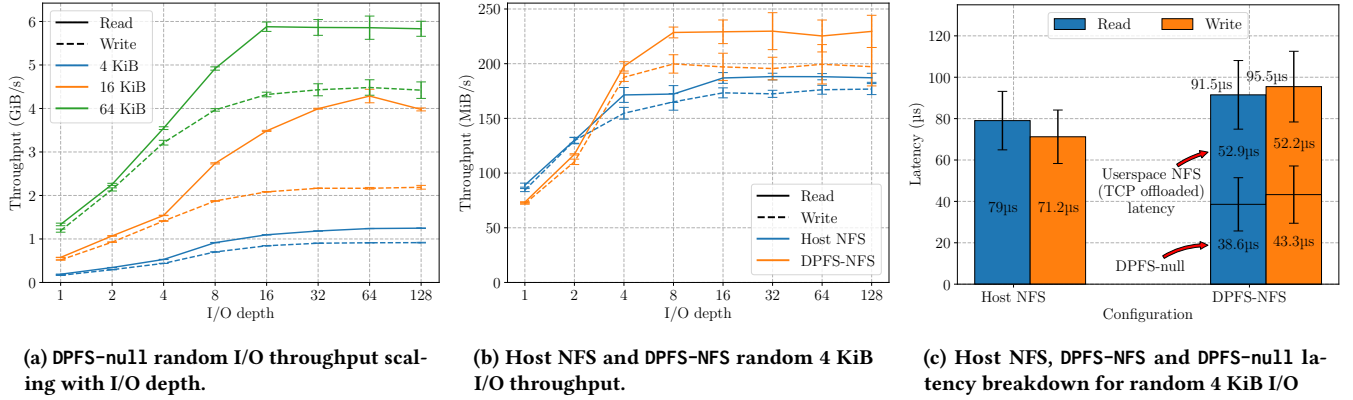 6
5
4
3
2
1
0
Throughput (GiB/s)
Read
Write
4 KiB
16 KiB
64 KiB
1 2 4 8 16 32 64 128
I/O depth
(a) DPFS-null random I/O throughput scal-
ing with I/O depth.
250
200
150
100
50
0
Throughput (MiB/s)
Read
Write
Host NFS
DPFS-NFS
1 2 4 8 16 32 64 128
I/O depth
(b) Host NFS and DPFS-NFS random 4 KiB
I/O throughput.
Read Write
120
100
80
60
40
20
0
Latency (µs)
91.5µs 95.5µs
52.9µs 52.2µs
Userspace NFS
(TCP offloaded)
latency
79µs 71.2µs
38.6µs 43.3µs
DPFS-null
Host NFS DPFS-NFS
Configuration
(c) Host NFS, DPFS-NFS and DPFS-null la-
tency breakdown for random 4 KiB I/O